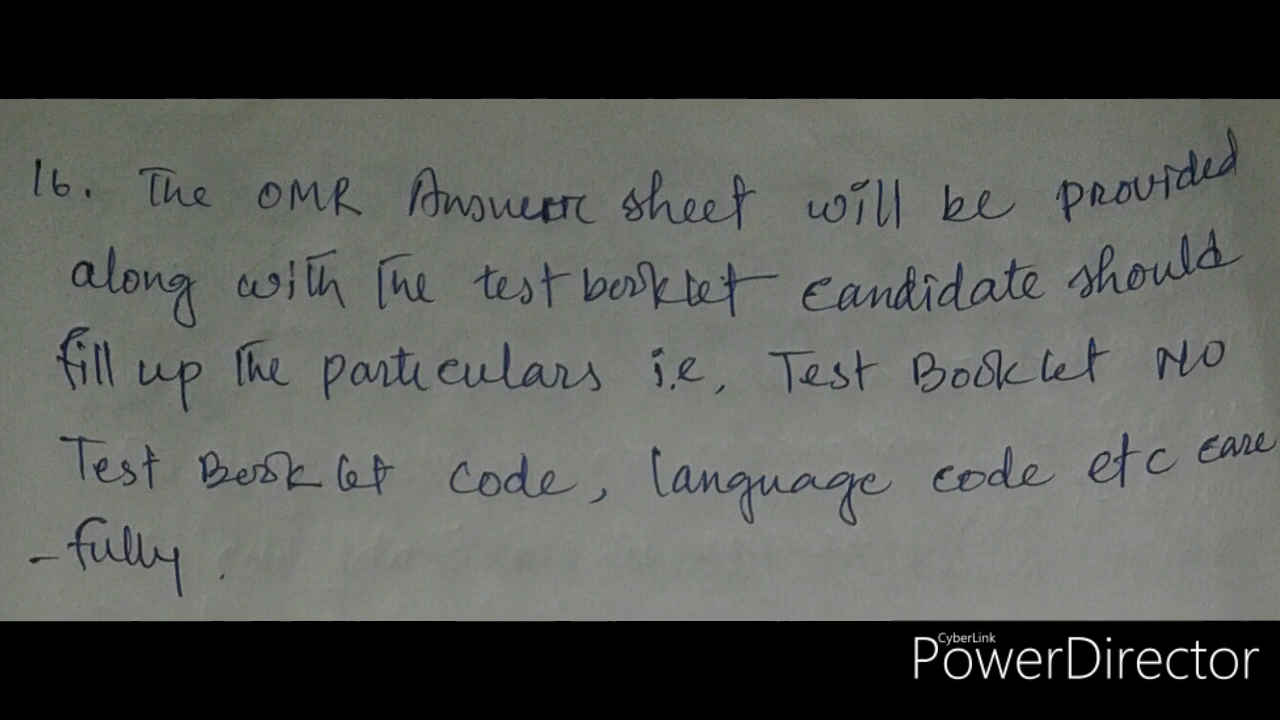 16. The OMR Answer sheet will be provided
along with the test booklet candidate should
fill up the particulars i.e, Test Booklet NO
Test Booklet code, language code etc care
-fully.
CyberLink
PowerDirector